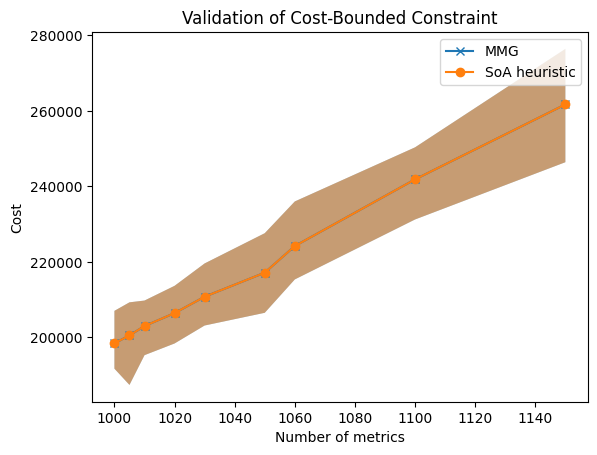 Validation of Cost-Bounded Constraint
280000
260000
240000
220000
200000
Cost
MMG
SoA heuristic
1000 1020 1040 1060 1080 1100 1120 1140
Number of metrics